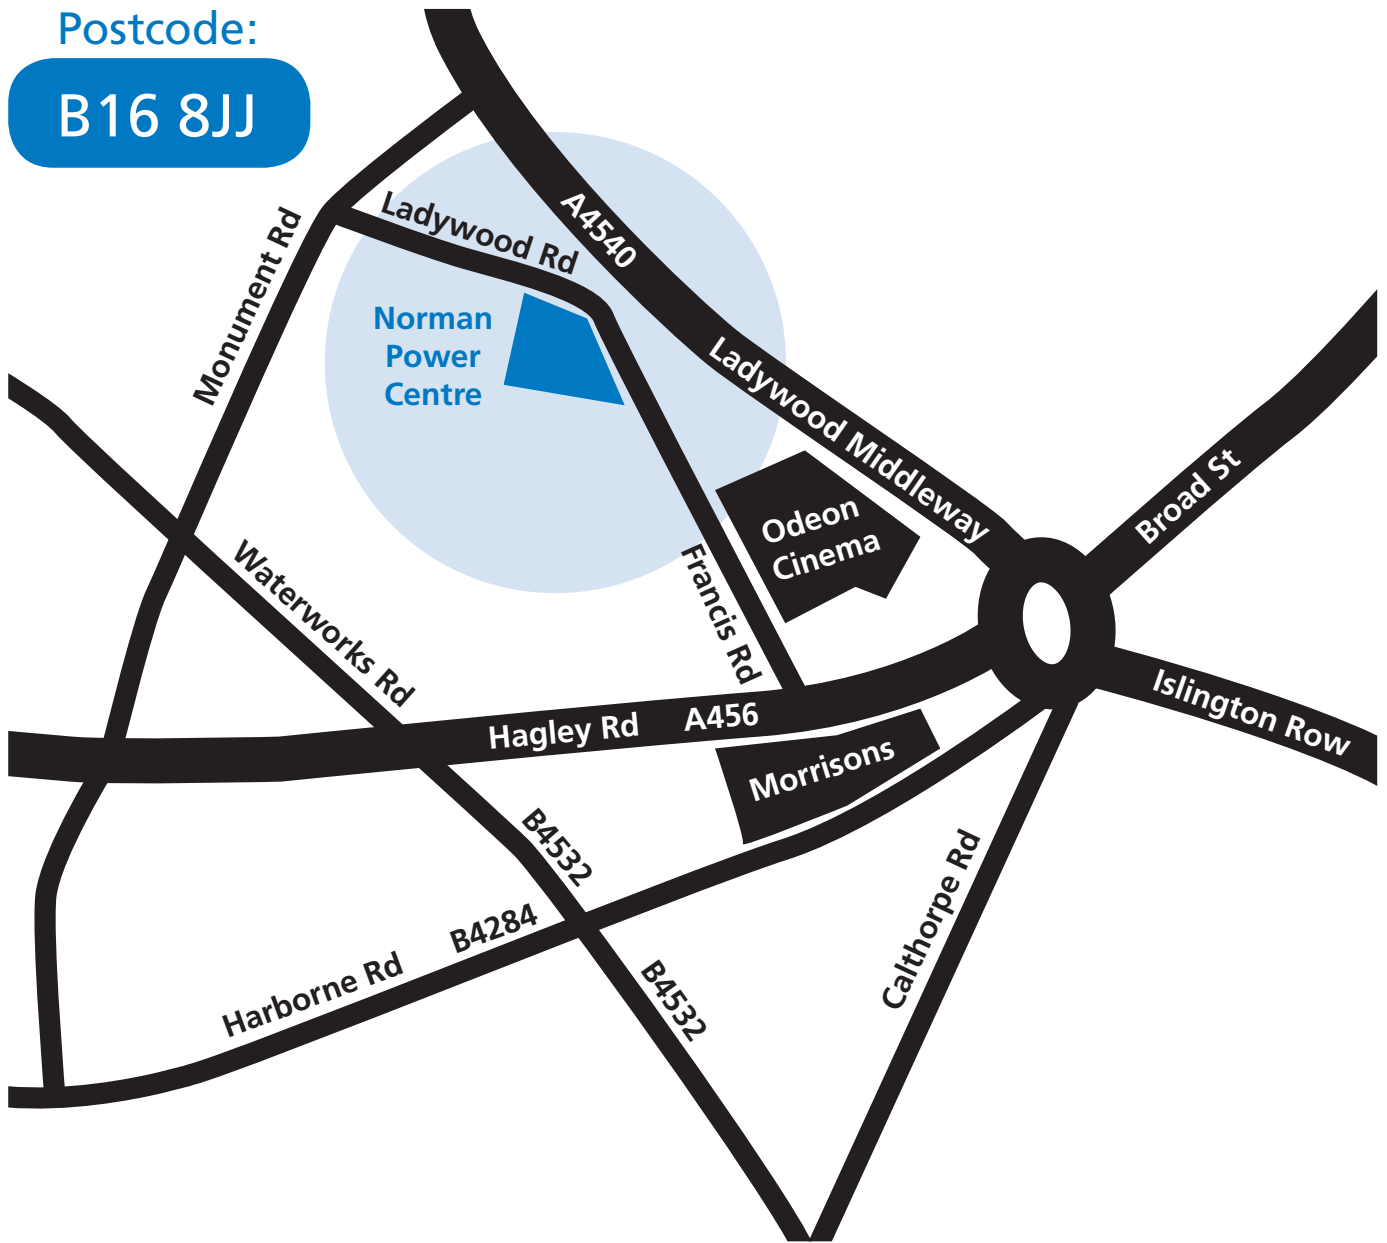 Postcode:
B16 8JJ
A4540
Ladywood Rd
Monument Rd
Norman
Power
Centre
Ladywood Middleway
Broad St
Odeon
Cinema
Waterworks Rd
Francis Rd
Islington Row
Hagley Rd A456
Morrisons
B4532
Calthorpe Rd
Harborne Rd B4284
B4532